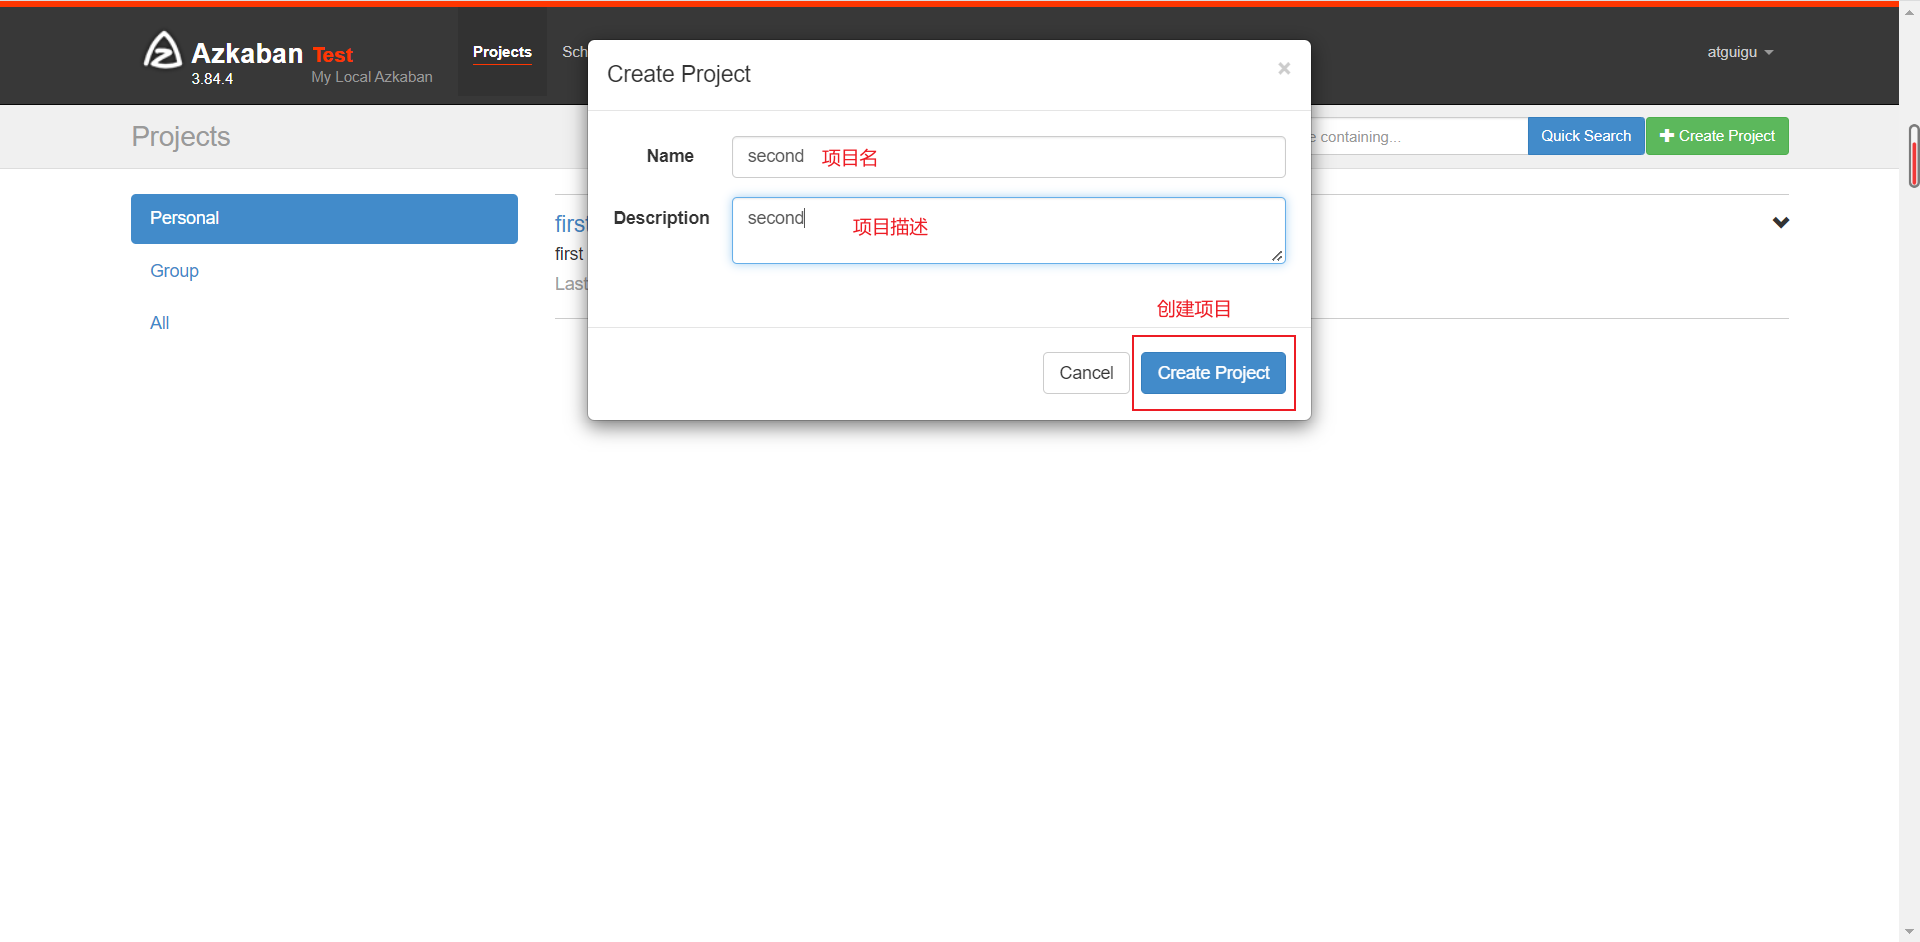 Azkaban Test
3.84.4 My Local Azkaban
Projects
Sch
atguigu
Create Project
×
Projects
containing...
Quick Search
Create Project
Name
second 项目名
Description
second 项目描述
Personal
Group
All
first
first
Last
创建项目
Cancel
Create Project